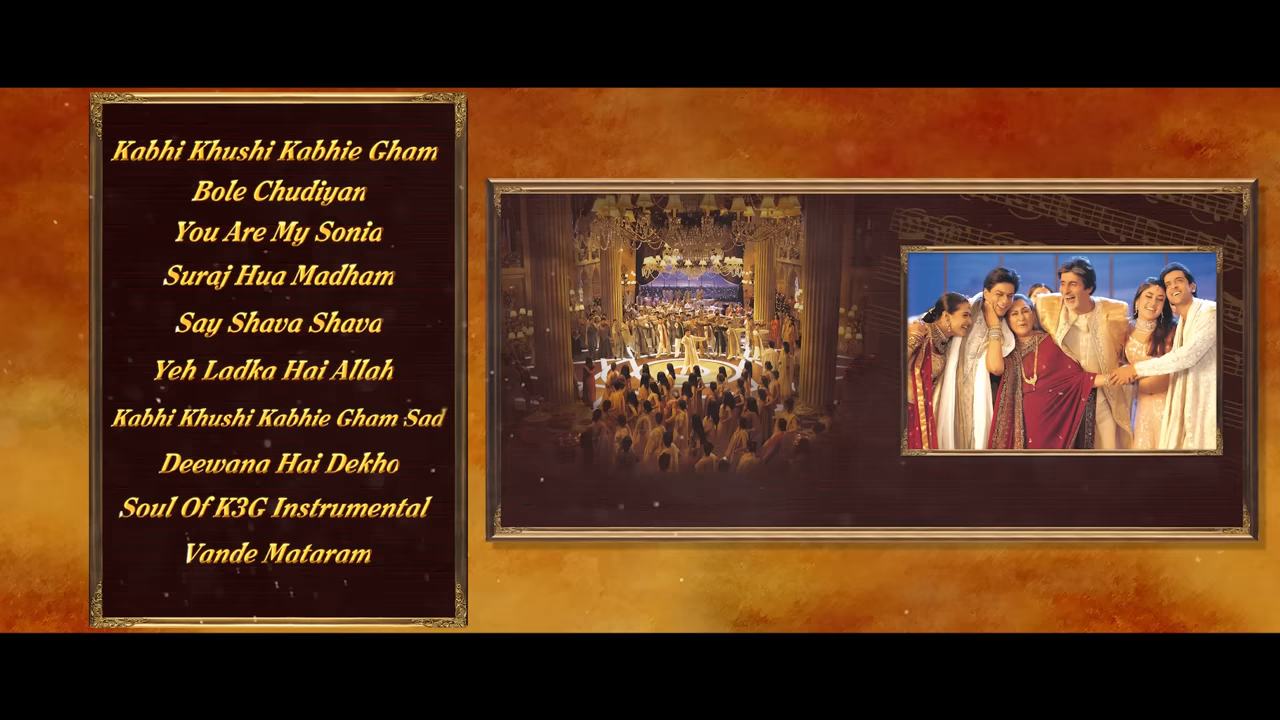 Kabhi Khushi Kabhie Gham
Bole Chudiyan
You Are My Sonia
Suraj Hua Madham
Say Shava Shava
Yeh Ladka Hai Allah
Kabhi Khushi Kabhie Gham Sad
Deewana Hai Dekho
Soul Of K3G Instrumental
Vande Mataram